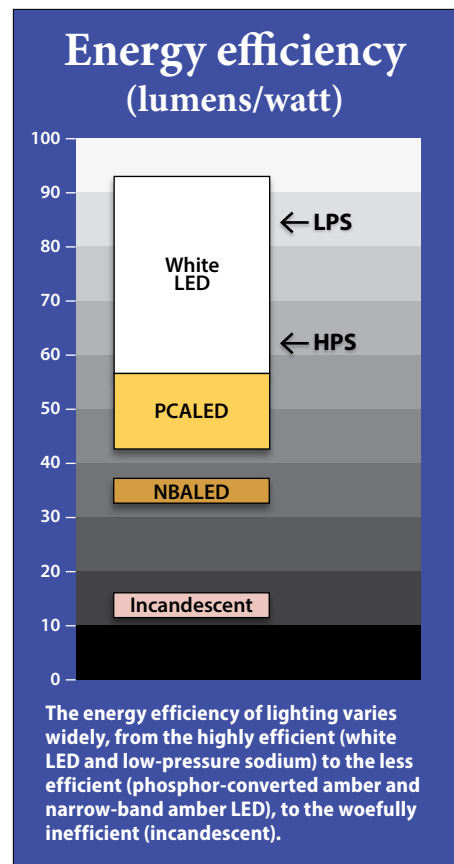 Energy efficiency
(lumens/watt)
100
90
LPS
80
White
LED
70
HPS
60
PCALED
50
40
NBALED
30
20
Incandescent
10
0
The energy efficiency of lighting varies
widely, from the highly efficient (white
LED and low-pressure sodium) to the less
efficient (phosphor-converted amber and
narrow-band amber LED), to the woefully
inefficient (incandescent).